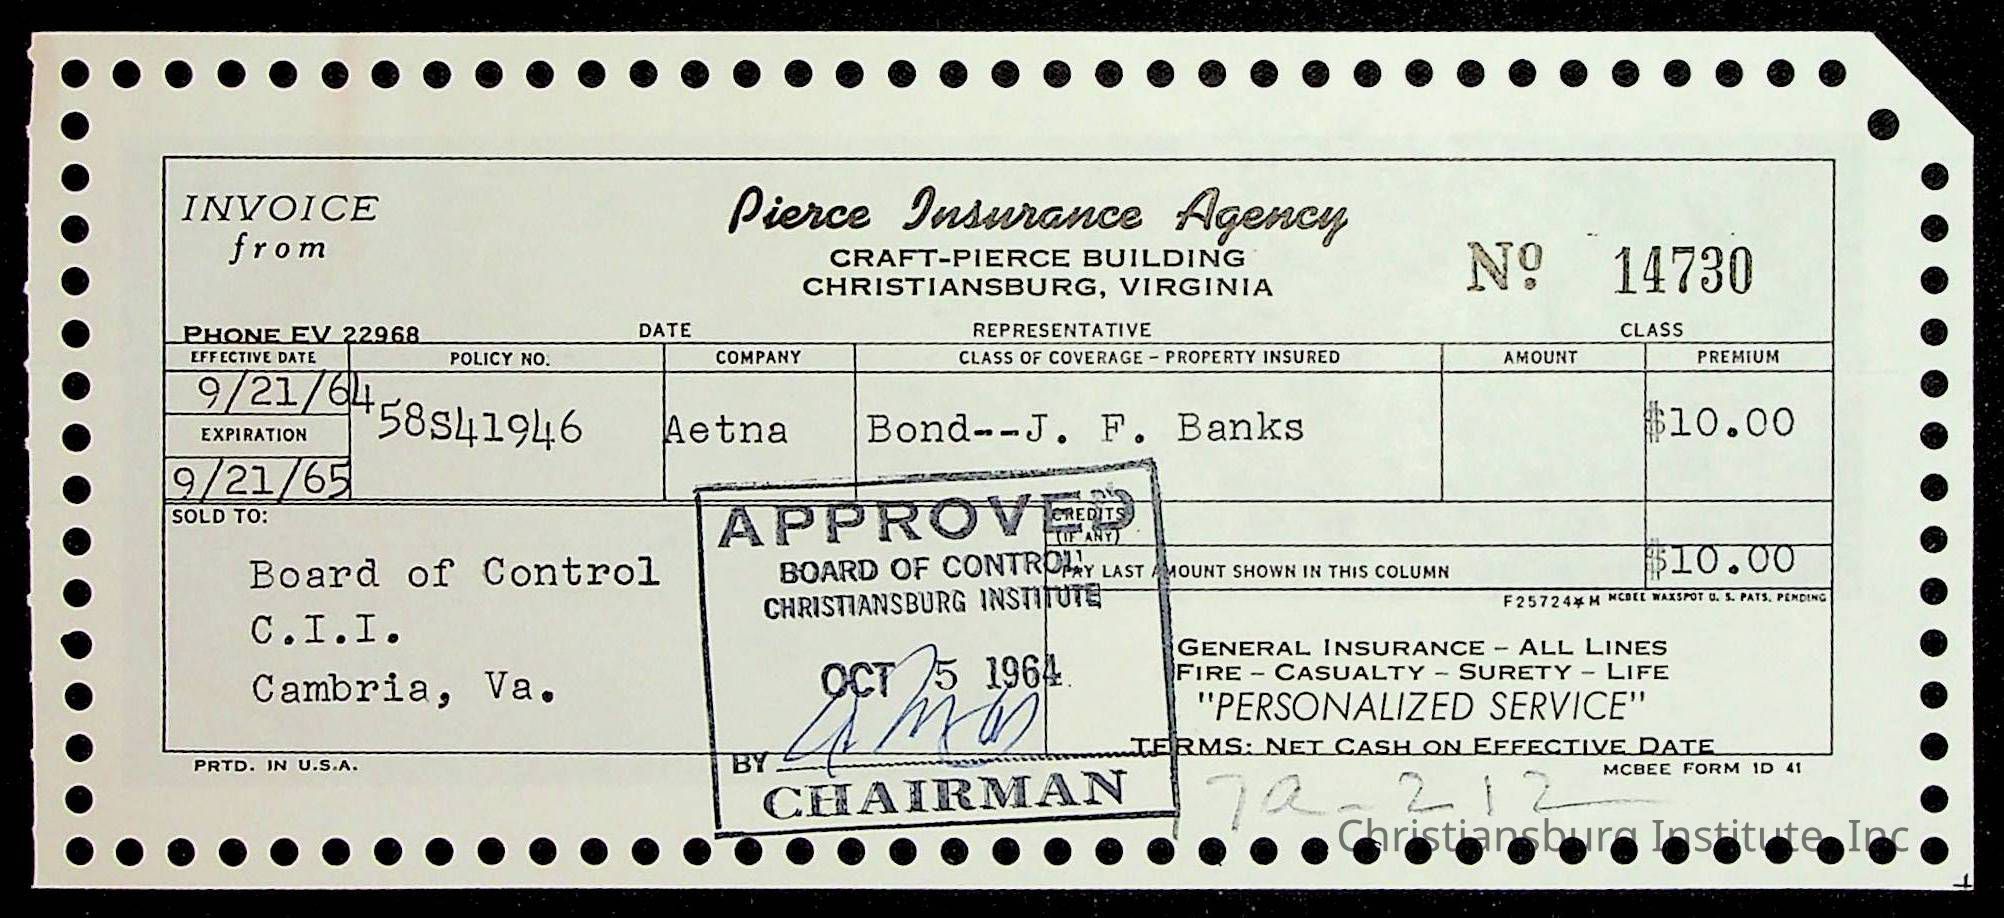 INVOICE
from
Pierce Insurance Agency
CRAFT-PIERCE BUILDING
CHRISTIANSBURG, VIRGINIA
Nº 14730
PHONE EV 22968 DATE REPRESENTATIVE CLASS
EFFECTIVE DATE POLICY NO. COMPANY CLASS OF COVERAGE – PROPERTY INSURED AMOUNT PREMIUM
9/21/64 58S41946 Aetna Bond--J. F. Banks $10.00
EXPIRATION
9/21/65
SOLD TO:
Board of Control
C.I.I.
Cambria, Va.
CREDITS
(IF ANY)
PAY LAST AMOUNT SHOWN IN THIS COLUMN $10.00
F25724*M MCBEE WAXSPOT U. S. PATS. PENDING
APPROVED
BOARD OF CONTROL
CHRISTIANSBURG INSTITUTE
OCT 5 1964
BY
CHAIRMAN
GENERAL INSURANCE – ALL LINES
FIRE – CASUALTY – SURETY – LIFE
"PERSONALIZED SERVICE"
TERMS: NET CASH ON EFFECTIVE DATE
PRTD. IN U.S.A.
MCBEE FORM 1D 41
7a-212
Christiansburg Institute, Inc